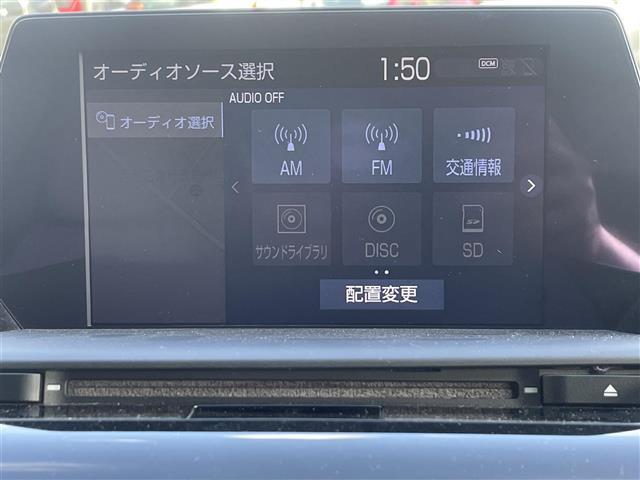 オーディオソース選択 1:50 DCM
AUDIO OFF
オーディオ選択
AM FM 交通情報
サウンドライブラリ DISC SD
配置変更